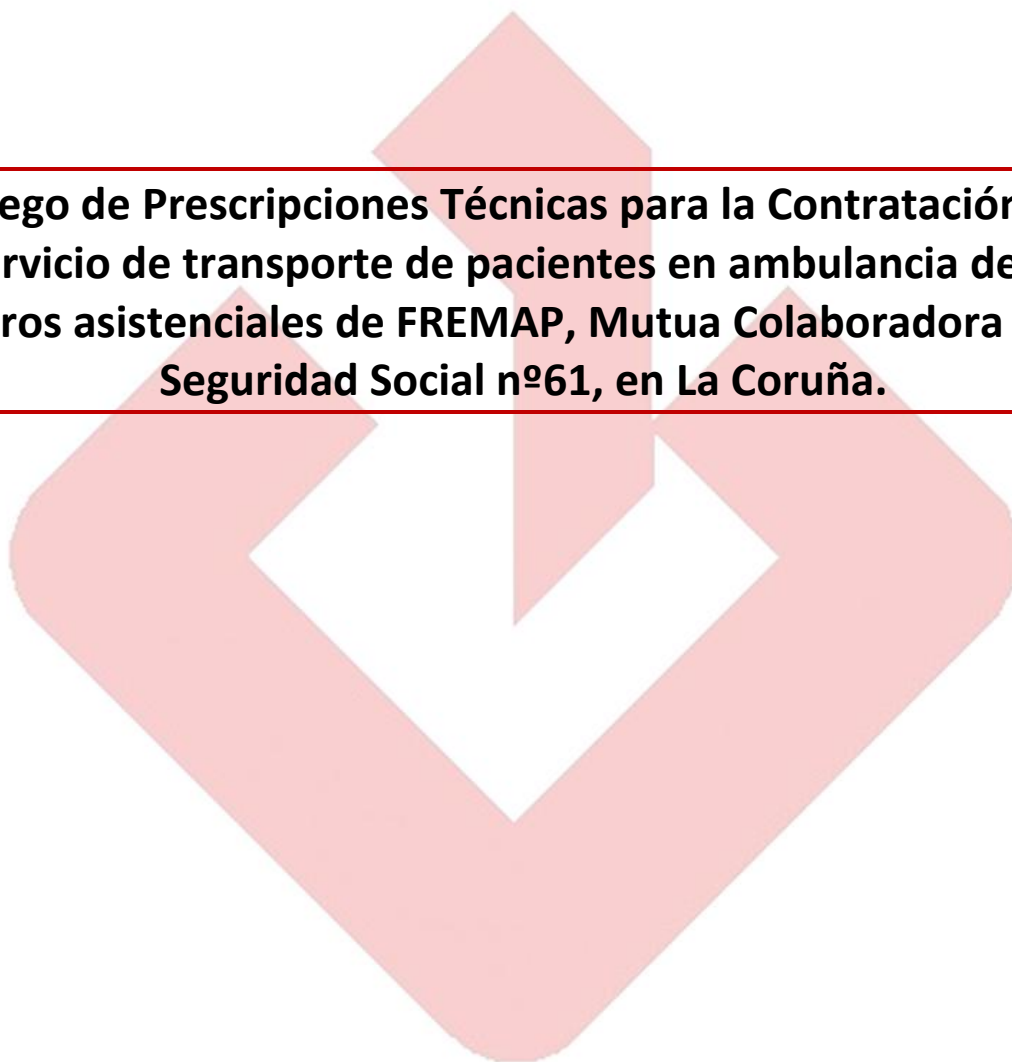 ego de Prescripciones Técnicas para la Contratación
rvicio de transporte de pacientes en ambulancia de
ros asistenciales de FREMAP, Mutua Colaboradora
Seguridad Social nº61, en La Coruña.